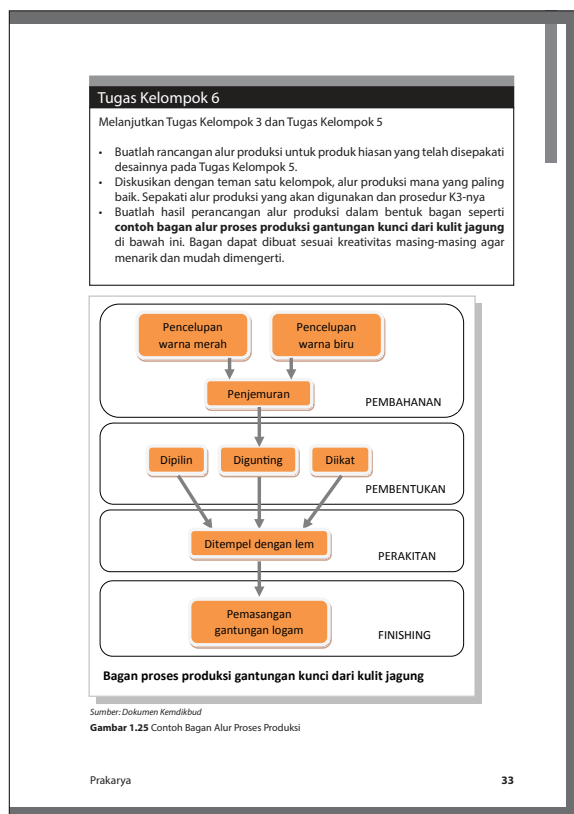 Tugas Kelompok 6
Melanjutkan Tugas Kelompok 3 dan Tugas Kelompok 5
• Buatlah rancangan alur produksi untuk produk hiasan yang telah disepakati
desainnya pada Tugas Kelompok 5.
• Diskusikan dengan teman satu kelompok, alur produksi mana yang paling
baik. Sepakati alur produksi yang akan digunakan dan prosedur K3-nya
• Buatlah hasil perancangan alur produksi dalam bentuk bagan seperti
contoh bagan alur proses produksi gantungan kunci dari kulit jagung
di bawah ini. Bagan dapat dibuat sesuai kreativitas masing-masing agar
menarik dan mudah dimengerti.
Pencelupan
warna merah
Pencelupan
warna biru
Penjemuran
PEMBAHANAN
Dipilin
Digunting
Diikat
PEMBENTUKAN
Ditempel dengan lem
PERAKITAN
Pemasangan
gantungan logam
FINISHING
Bagan proses produksi gantungan kunci dari kulit jagung
Sumber: Dokumen Kemdikbud
Gambar 1.25 Contoh Bagan Alur Proses Produksi
Prakarya
33